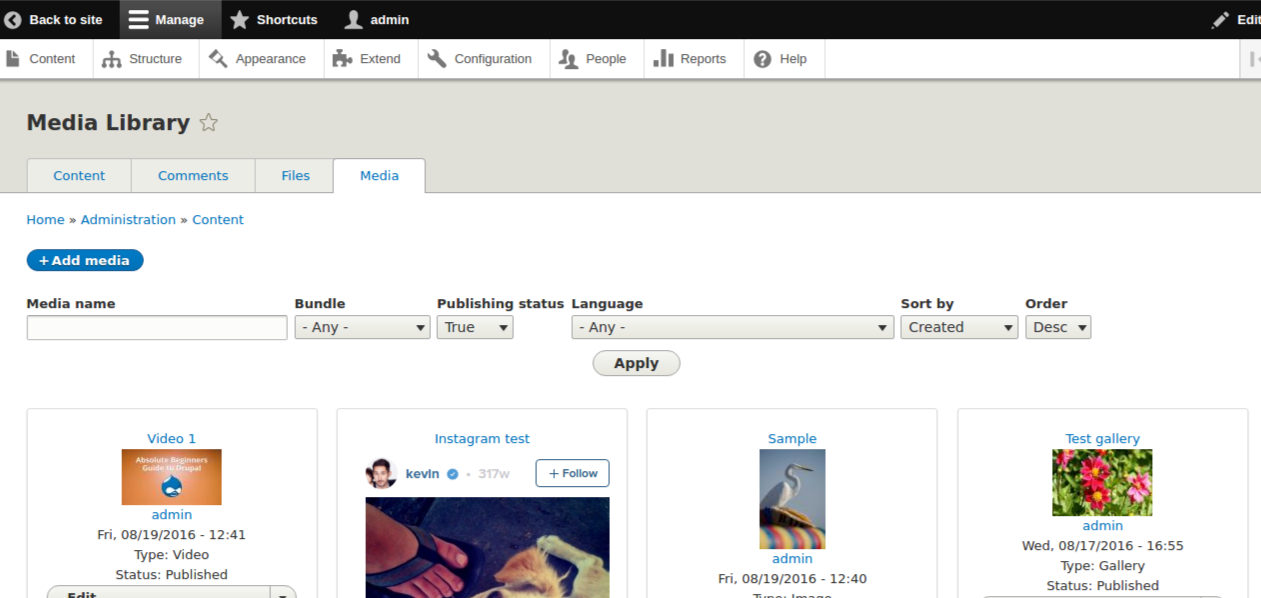 Back to site Manage Shortcuts admin Edit
Content Structure Appearance Extend Configuration People Reports Help
Media Library
Content Comments Files Media
Home » Administration » Content
+ Add media
Media name Bundle Publishing status Language Sort by Order
- Any - True - Any - Created Desc
Apply
Video 1
Absolute Beginners
Guide to Drupal
admin
Fri, 08/19/2016 - 12:41
Type: Video
Status: Published
Edit
Instagram test
kevin • 317w + Follow
Sample
admin
Fri, 08/19/2016 - 12:40
Type: Image
Test gallery
admin
Wed, 08/17/2016 - 16:55
Type: Gallery
Status: Published